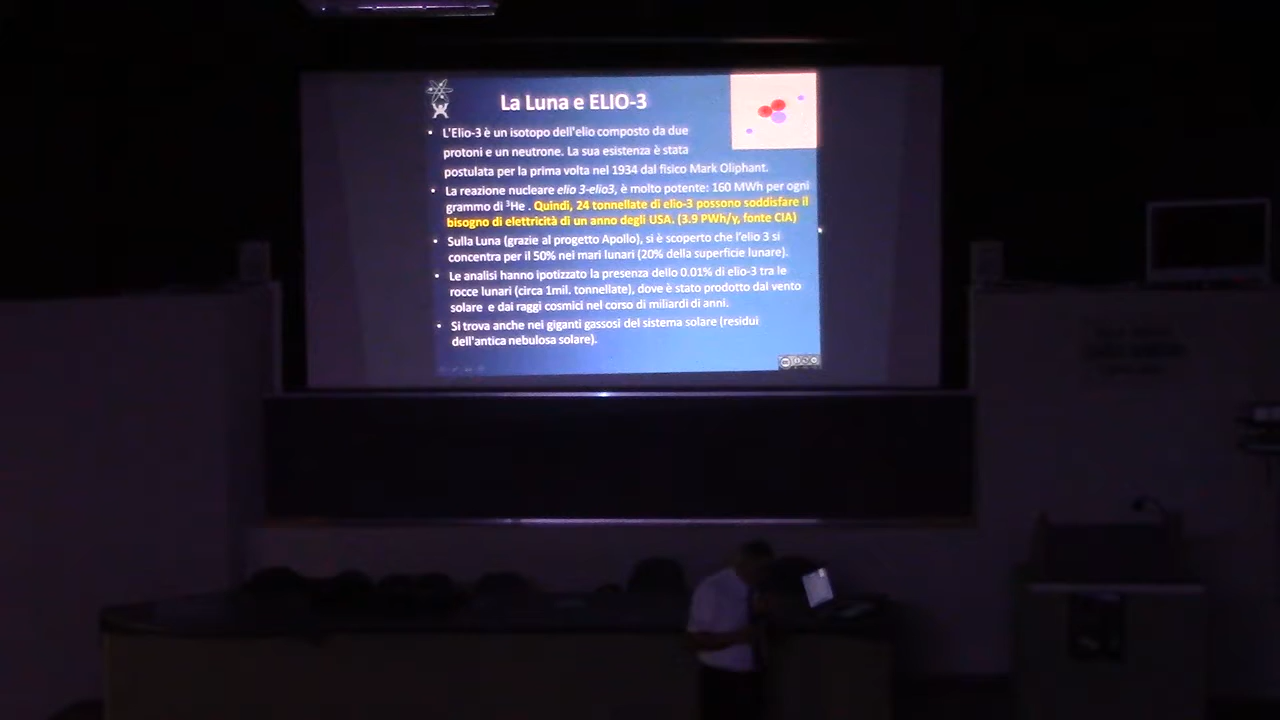 La Luna e ELIO-3
• L'Elio-3 è un isotopo dell'elio composto da due
protoni e un neutrone. La sua esistenza è stata
postulata per la prima volta nel 1934 dal fisico Mark Oliphant.
• La reazione nucleare elio 3-elio3, è molto potente: 160 MWh per ogni
grammo di ³He . Quindi, 24 tonnellate di elio-3 possono soddisfare il
bisogno di elettricità di un anno degli USA. (3.9 PWh/y, fonte CIA)
• Sulla Luna (grazie al progetto Apollo), si è scoperto che l'elio 3 si
concentra per il 50% nei mari lunari (20% della superficie lunare).
• Le analisi hanno ipotizzato la presenza dello 0.01% di elio-3 tra le
rocce lunari (circa 1mil. tonnellate), dove è stato prodotto dal vento
solare e dai raggi cosmici nel corso di miliardi di anni.
• Si trova anche nei giganti gassosi del sistema solare (residui
dell'antica nebulosa solare).